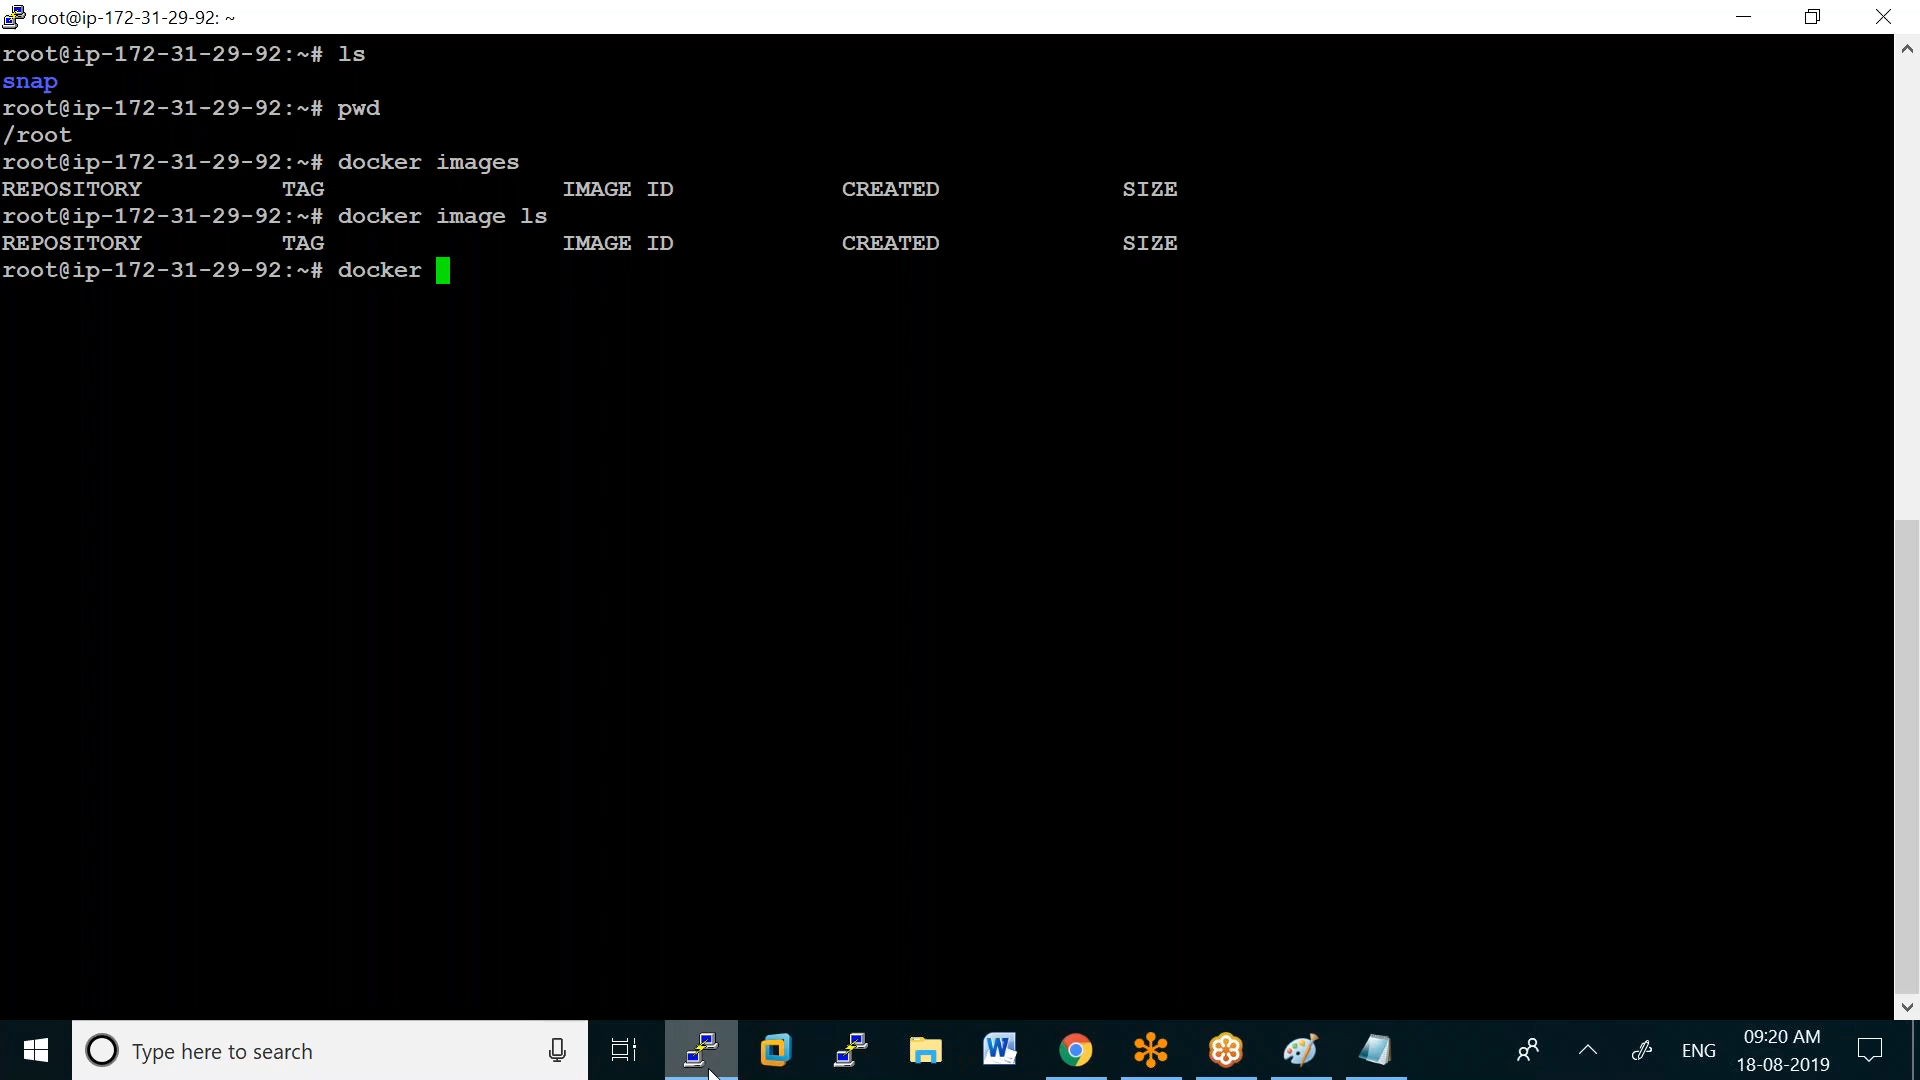 root@ip-172-31-29-92: ~
root@ip-172-31-29-92:~# ls
snap
root@ip-172-31-29-92:~# pwd
/root
root@ip-172-31-29-92:~# docker images
REPOSITORY TAG IMAGE ID CREATED SIZE
root@ip-172-31-29-92:~# docker image ls
REPOSITORY TAG IMAGE ID CREATED SIZE
root@ip-172-31-29-92:~# docker
Type here to search
W
ENG
09:20 AM
18-08-2019